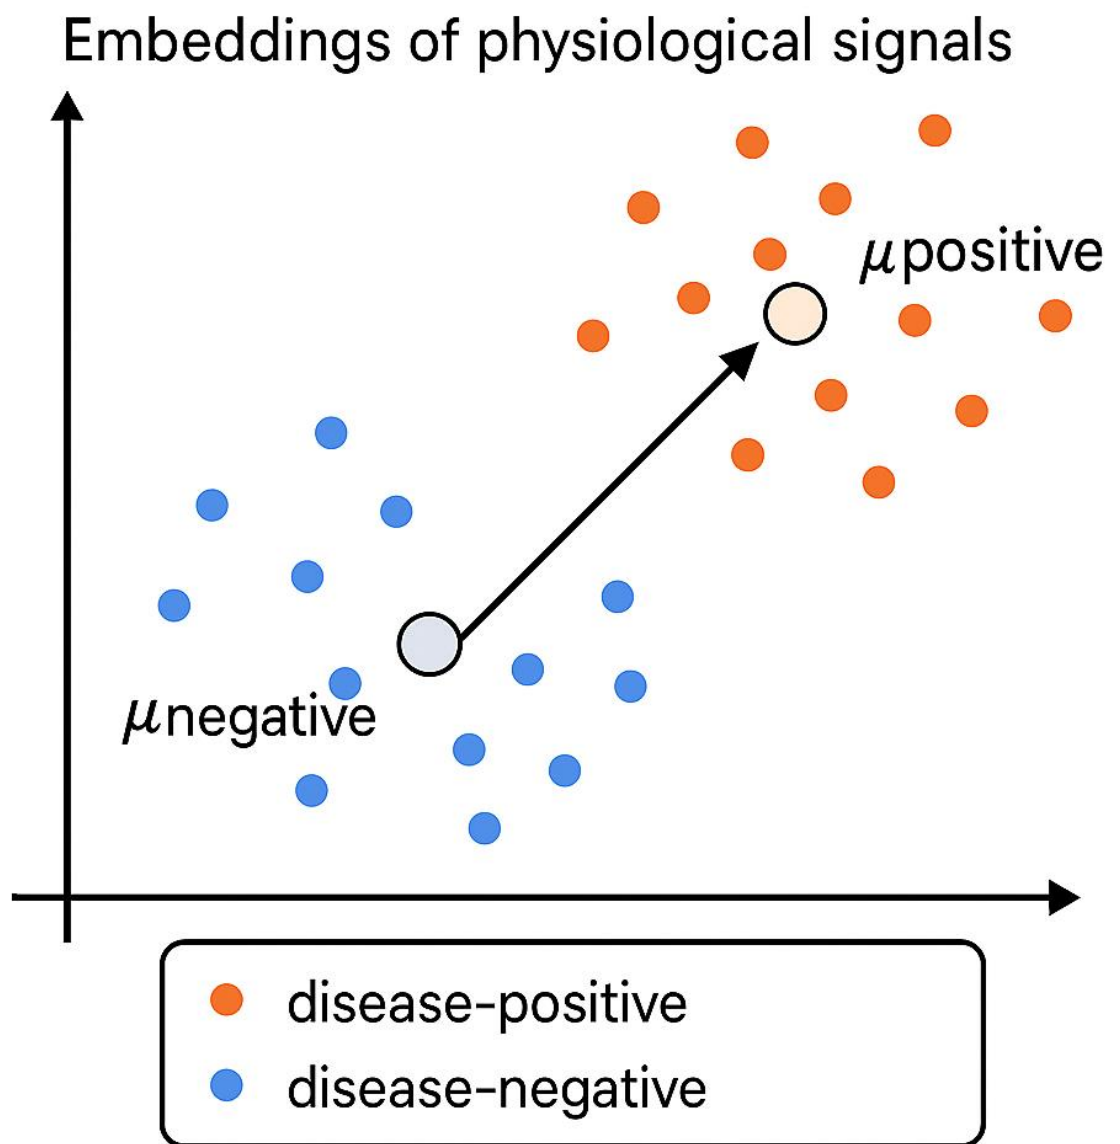 Embeddings of physiological signals
μpositive
μnegative
disease-positive
disease-negative